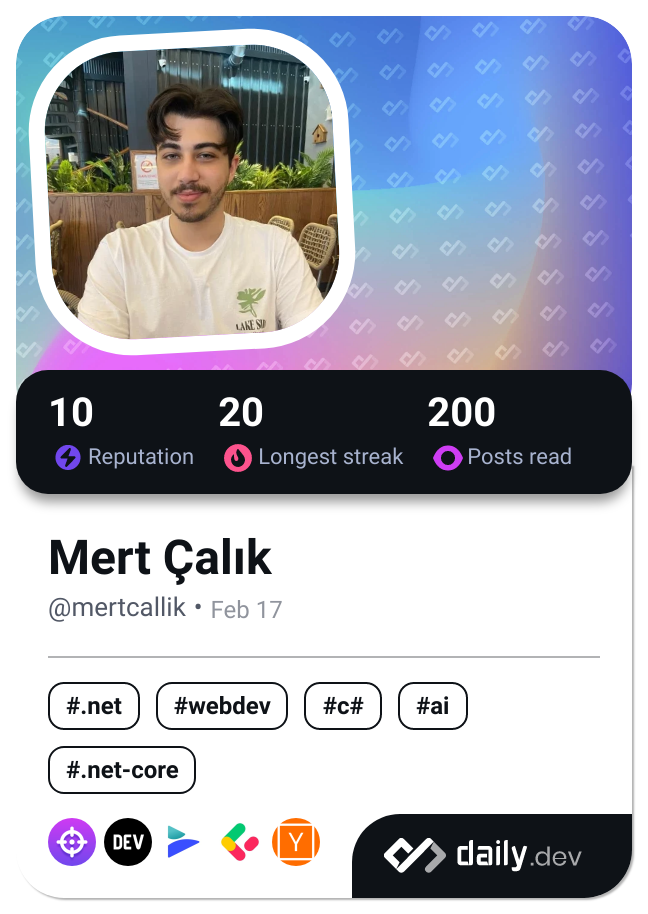 LAKE
10 20 200
Reputation Longest streak Posts read
Mert Çalık
@mertcallik • Feb 17
#.net #webdev #c# #ai
#.net-core
DEV Y
daily.dev